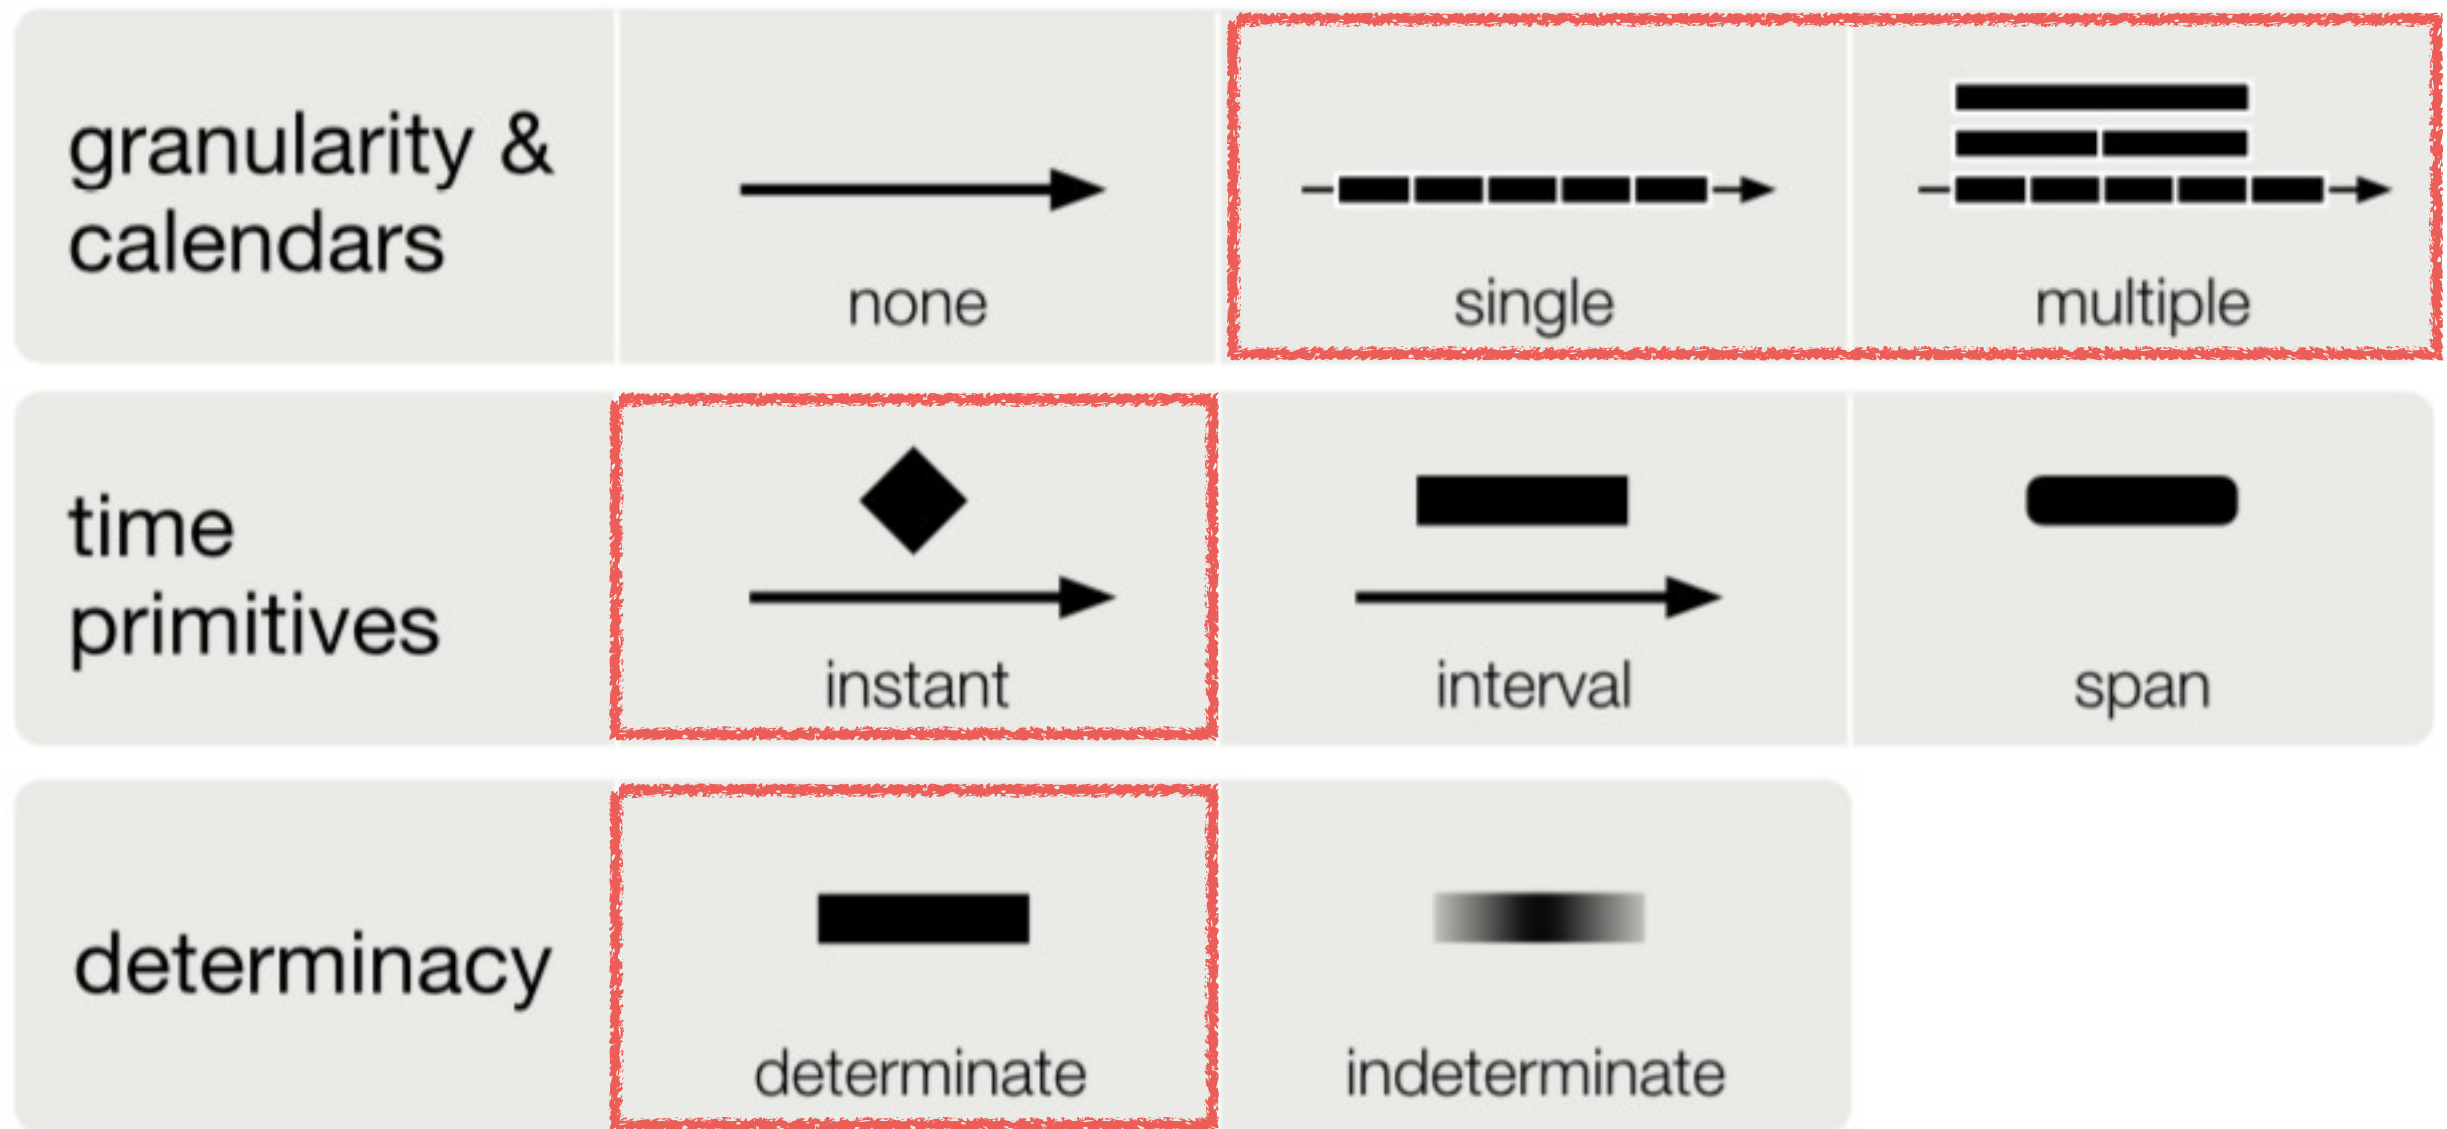 granularity &
calendars
none
single
multiple
time
primitives
instant
interval
span
determinacy
determinate
indeterminate